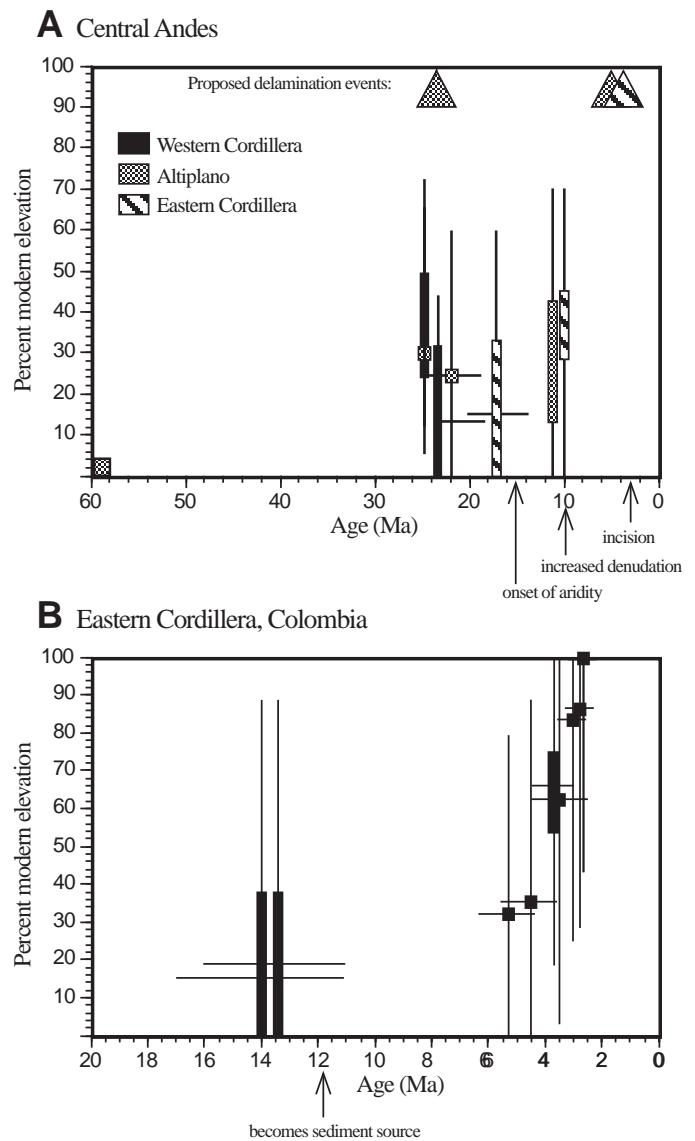 A Central Andes
100
90
80
70
60
50
40
30
20
10
Percent modern elevation
Proposed delamination events:
Western Cordillera
Altiplano
Eastern Cordillera
60 50 40 30 20 10 0
Age (Ma)
incision
increased denudation
onset of aridity
B Eastern Cordillera, Colombia
100
90
80
70
60
50
40
30
20
10
Percent modern elevation
20 18 16 14 12 10 8 6 4 2 0
Age (Ma)
becomes sediment source